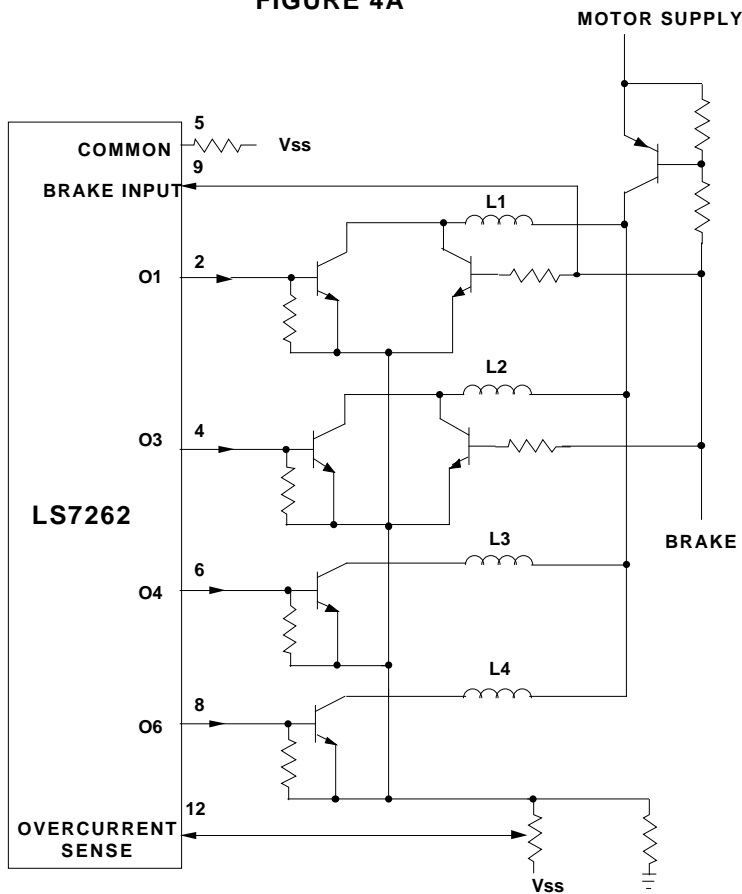 FIGURE 4A
MOTOR SUPPLY
5
COMMON
Vss
9
BRAKE INPUT
L1
O1
2
L2
O3
4
LS7262
BRAKE
L3
6
O4
L4
8
O6
12
OVERCURRENT
SENSE
Vss